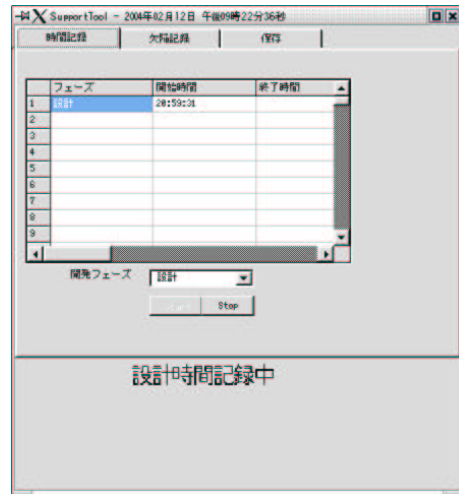 SupportTool - 2004年02月12日 午後09時22分36秒
時間記録 欠陥記録 保存
フェーズ 開始時間 終了時間
1 設計 20:59:31
2
3
4
5
6
7
8
9
開発フェーズ 設計
Stop
設計時間記録中